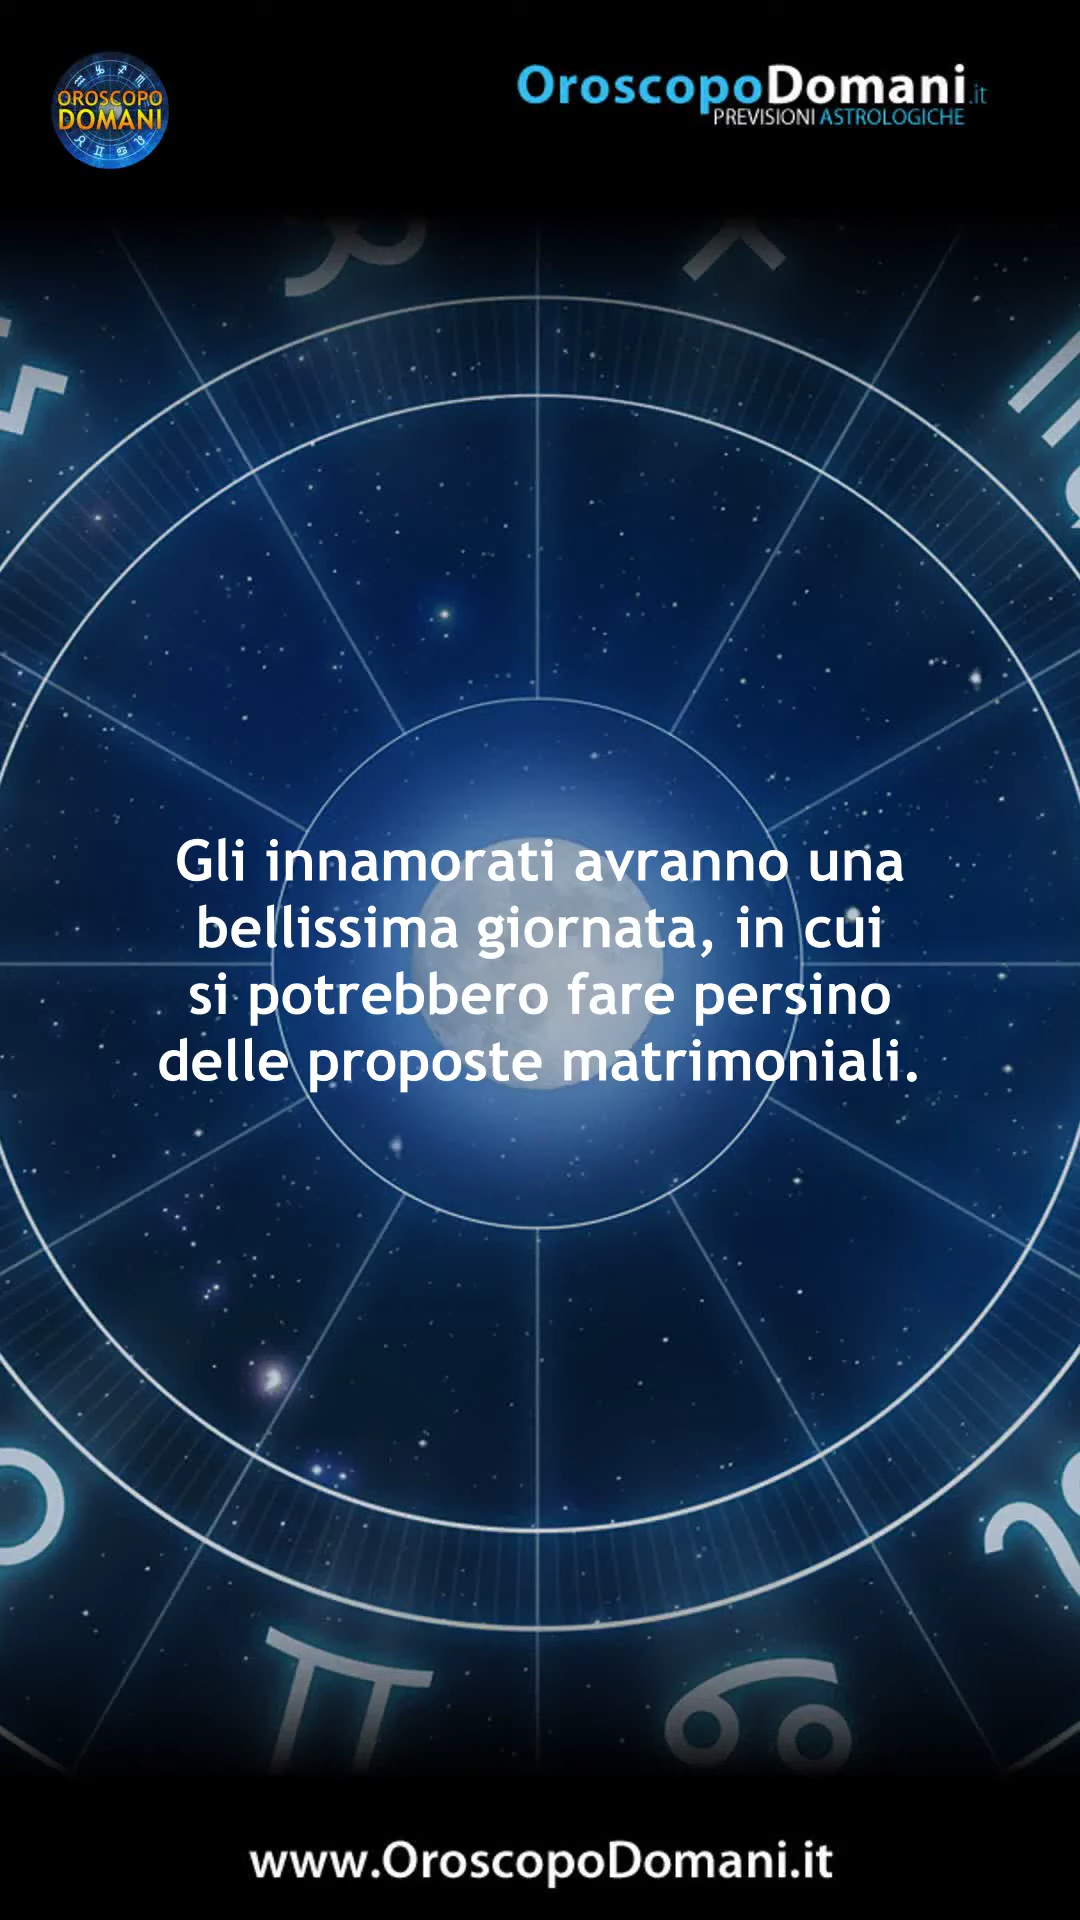 OROSCOPO
DOMANI
OroscopoDomani.it
PREVISIONI ASTROLOGICHE
Gli innamorati avranno una
bellissima giornata, in cui
si potrebbero fare persino
delle proposte matrimoniali.
www.OroscopoDomani.it